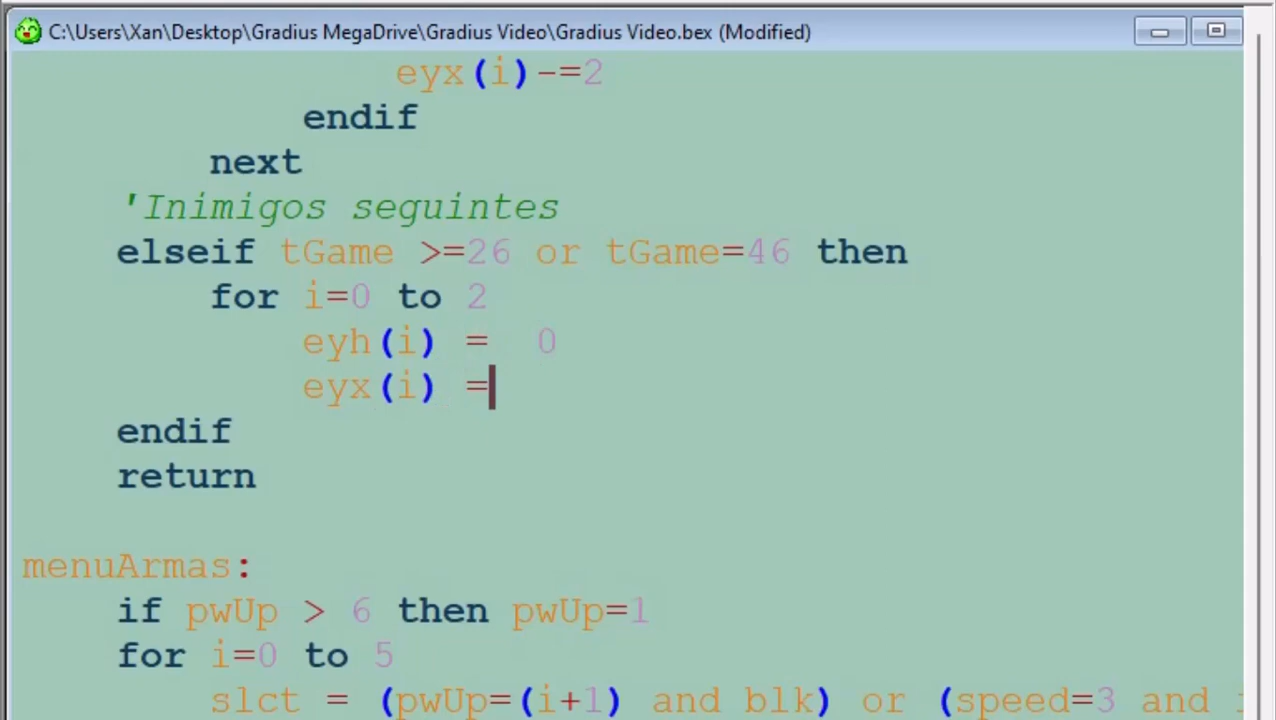 C:\Users\Xan\Desktop\Gradius MegaDrive\Gradius Video\Gradius Video.bex (Modified)
eyx(i)-=2
endif
next
'Inimigos seguintes
elseif tGame >=26 or tGame=46 then
for i=0 to 2
eyh(i) =  0
eyx(i) =
endif
return
menuArmas:
if pwUp > 6 then pwUp=1
for i=0 to 5
slct = (pwUp=(i+1) and blk) or (speed=3 and